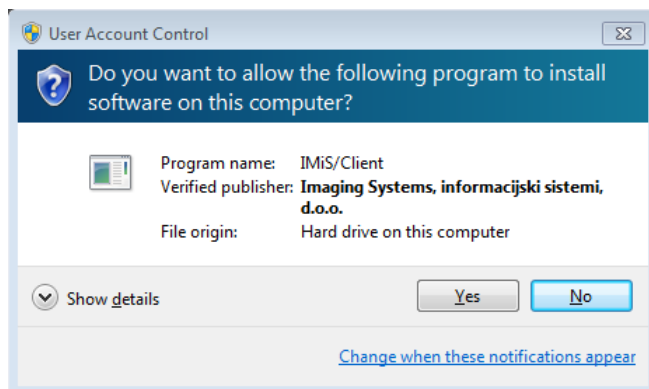 User Account Control
Do you want to allow the following program to install
software on this computer?
Program name: IMiS/Client
Verified publisher: Imaging Systems, informacijski sistemi,
d.o.o.
File origin: Hard drive on this computer
Show details
Yes
No
Change when these notifications appear